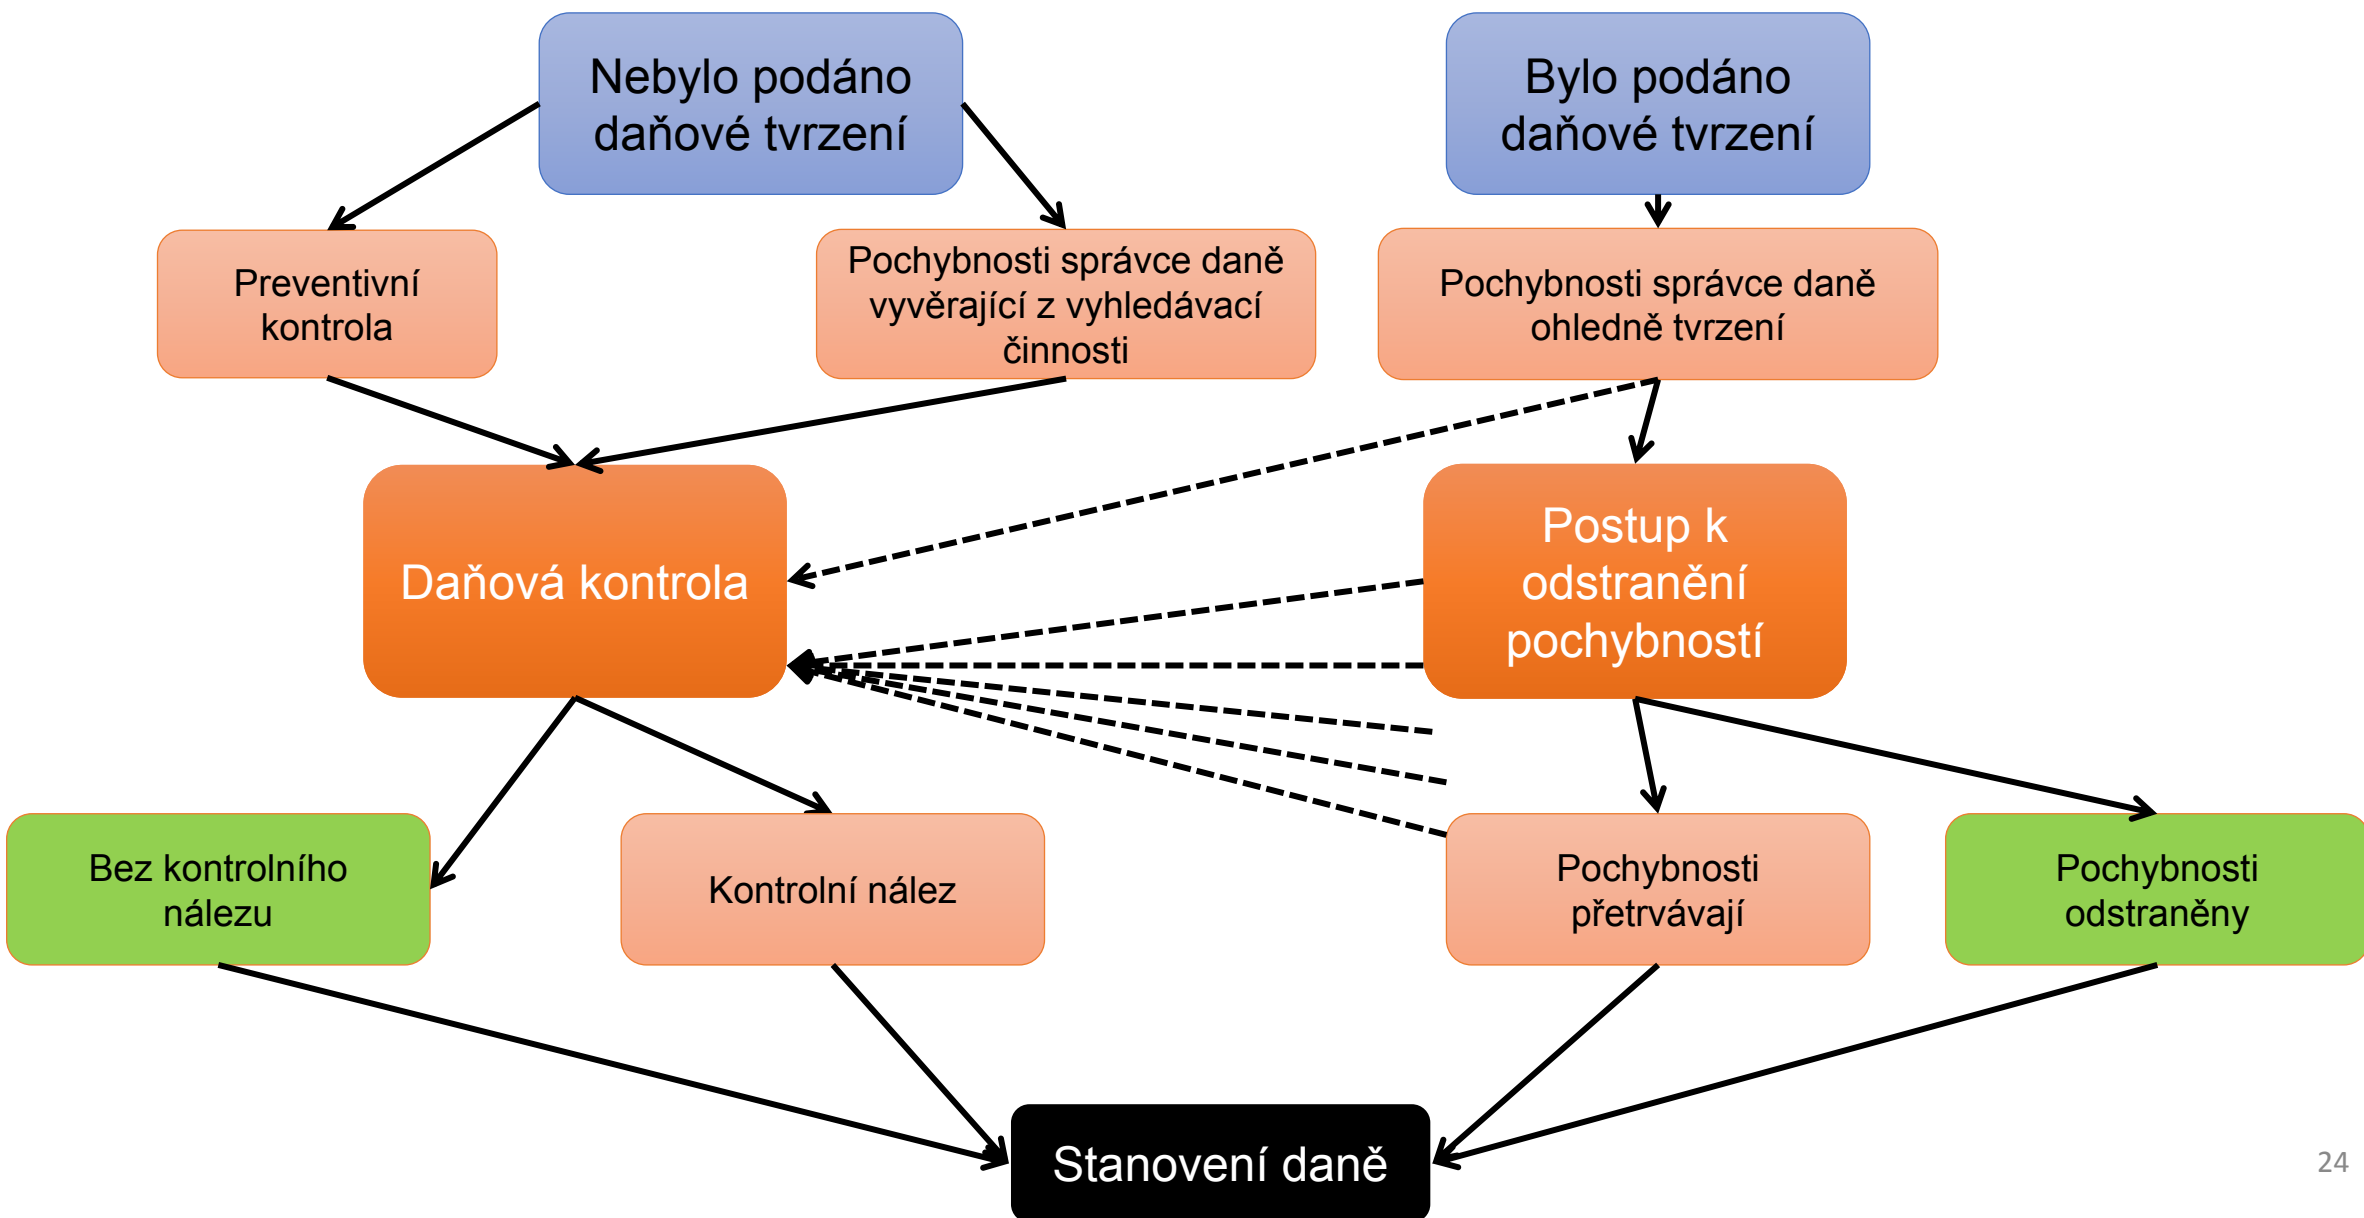 Nebylo podáno
daňové tvrzení
Bylo podáno
daňové tvrzení
Preventivní
kontrola
Pochybnosti správce daně
vyvěrající z vyhledávací
činnosti
Pochybnosti správce daně
ohledně tvrzení
Daňová kontrola
Postup k
odstranění
pochybností
Bez kontrolního
nálezu
Kontrolní nález
Pochybnosti
přetrvávají
Pochybnosti
odstraněny
Stanovení daně
24